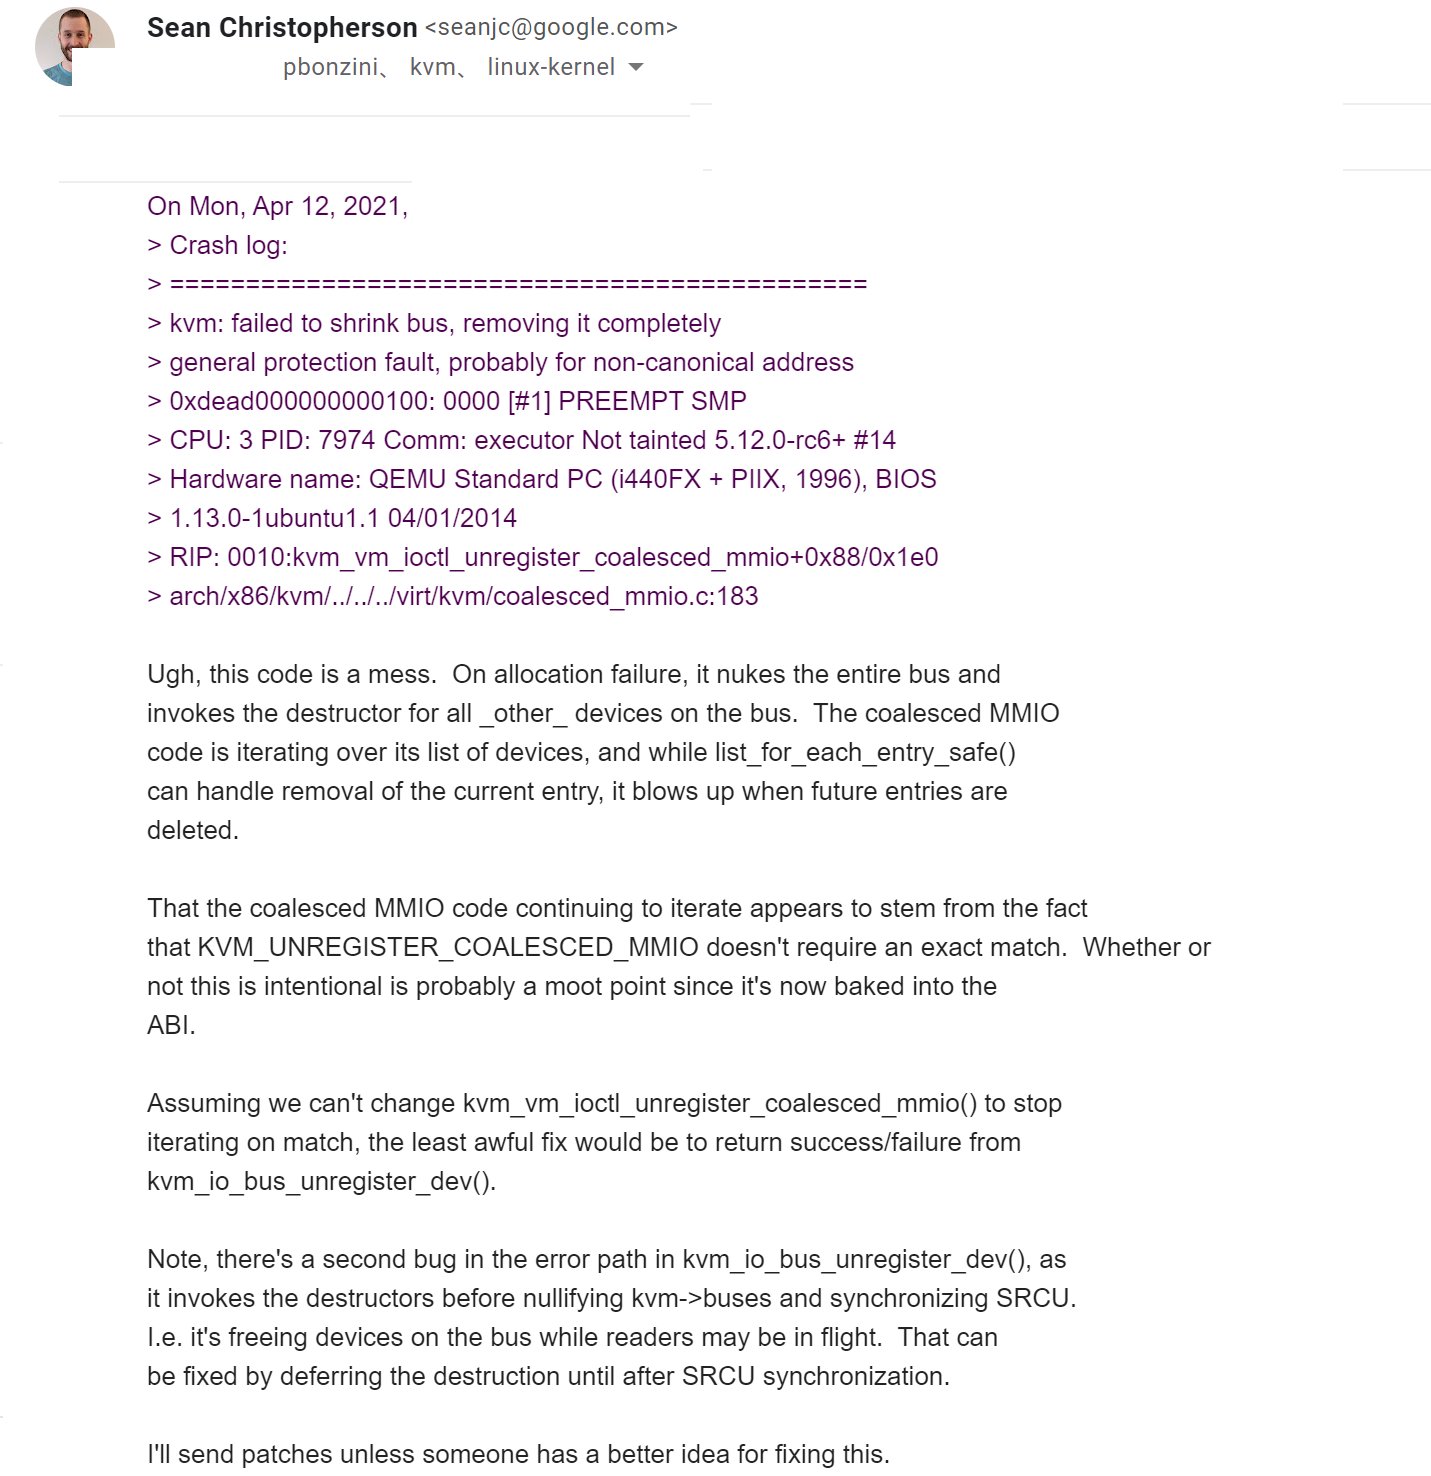 Sean Christopherson <seanjc@google.com>
pbonzini、 kvm、 linux-kernel
On Mon, Apr 12, 2021,
> Crash log:
> ==============================================
> kvm: failed to shrink bus, removing it completely
> general protection fault, probably for non-canonical address
> 0xdead000000000100: 0000 [#1] PREEMPT SMP
> CPU: 3 PID: 7974 Comm: executor Not tainted 5.12.0-rc6+ #14
> Hardware name: QEMU Standard PC (i440FX + PIIX, 1996), BIOS
> 1.13.0-1ubuntu1.1 04/01/2014
> RIP: 0010:kvm_vm_ioctl_unregister_coalesced_mmio+0x88/0x1e0
> arch/x86/kvm/../../../virt/kvm/coalesced_mmio.c:183
Ugh, this code is a mess.  On allocation failure, it nukes the entire bus and
invokes the destructor for all _other_ devices on the bus.  The coalesced MMIO
code is iterating over its list of devices, and while list_for_each_entry_safe()
can handle removal of the current entry, it blows up when future entries are
deleted.
That the coalesced MMIO code continuing to iterate appears to stem from the fact
that KVM_UNREGISTER_COALESCED_MMIO doesn't require an exact match.  Whether or
not this is intentional is probably a moot point since it's now baked into the
ABI.
Assuming we can't change kvm_vm_ioctl_unregister_coalesced_mmio() to stop
iterating on match, the least awful fix would be to return success/failure from
kvm_io_bus_unregister_dev().
Note, there's a second bug in the error path in kvm_io_bus_unregister_dev(), as
it invokes the destructors before nullifying kvm->buses and synchronizing SRCU.
I.e. it's freeing devices on the bus while readers may be in flight.  That can
be fixed by deferring the destruction until after SRCU synchronization.
I'll send patches unless someone has a better idea for fixing this.